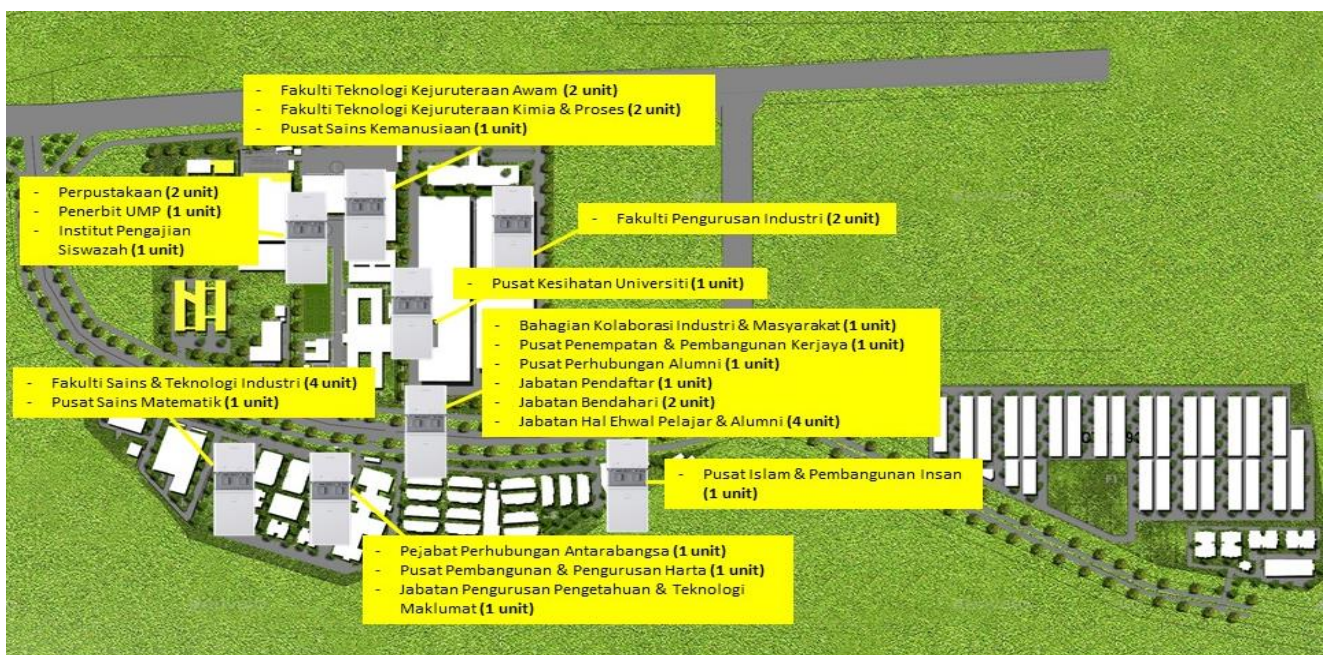 - Fakulti Teknologi Kejuruteraan Awam (2 unit)
- Fakulti Teknologi Kejuruteraan Kimia & Proses (2 unit)
- Pusat Sains Kemanusiaan (1 unit)
- Perpustakaan (2 unit)
- Penerbit UMP (1 unit)
- Institut Pengajian
Siswazah (1 unit)
- Fakulti Pengurusan Industri (2 unit)
- Pusat Kesihatan Universiti (1 unit)
- Bahagian Kolaborasi Industri & Masyarakat (1 unit)
- Pusat Penempatan & Pembangunan Kerjaya (1 unit)
- Pusat Perhubungan Alumni (1 unit)
- Jabatan Pendaftar (1 unit)
- Jabatan Bendahari (2 unit)
- Jabatan Hal Ehwal Pelajar & Alumni (4 unit)
- Fakulti Sains & Teknologi Industri (4 unit)
- Pusat Sains Matematik (1 unit)
- Pusat Islam & Pembangunan Insan
(1 unit)
- Pejabat Perhubungan Antarabangsa (1 unit)
- Pusat Pembangunan & Pengurusan Harta (1 unit)
- Jabatan Pengurusan Pengetahuan & Teknologi
Maklumat (1 unit)